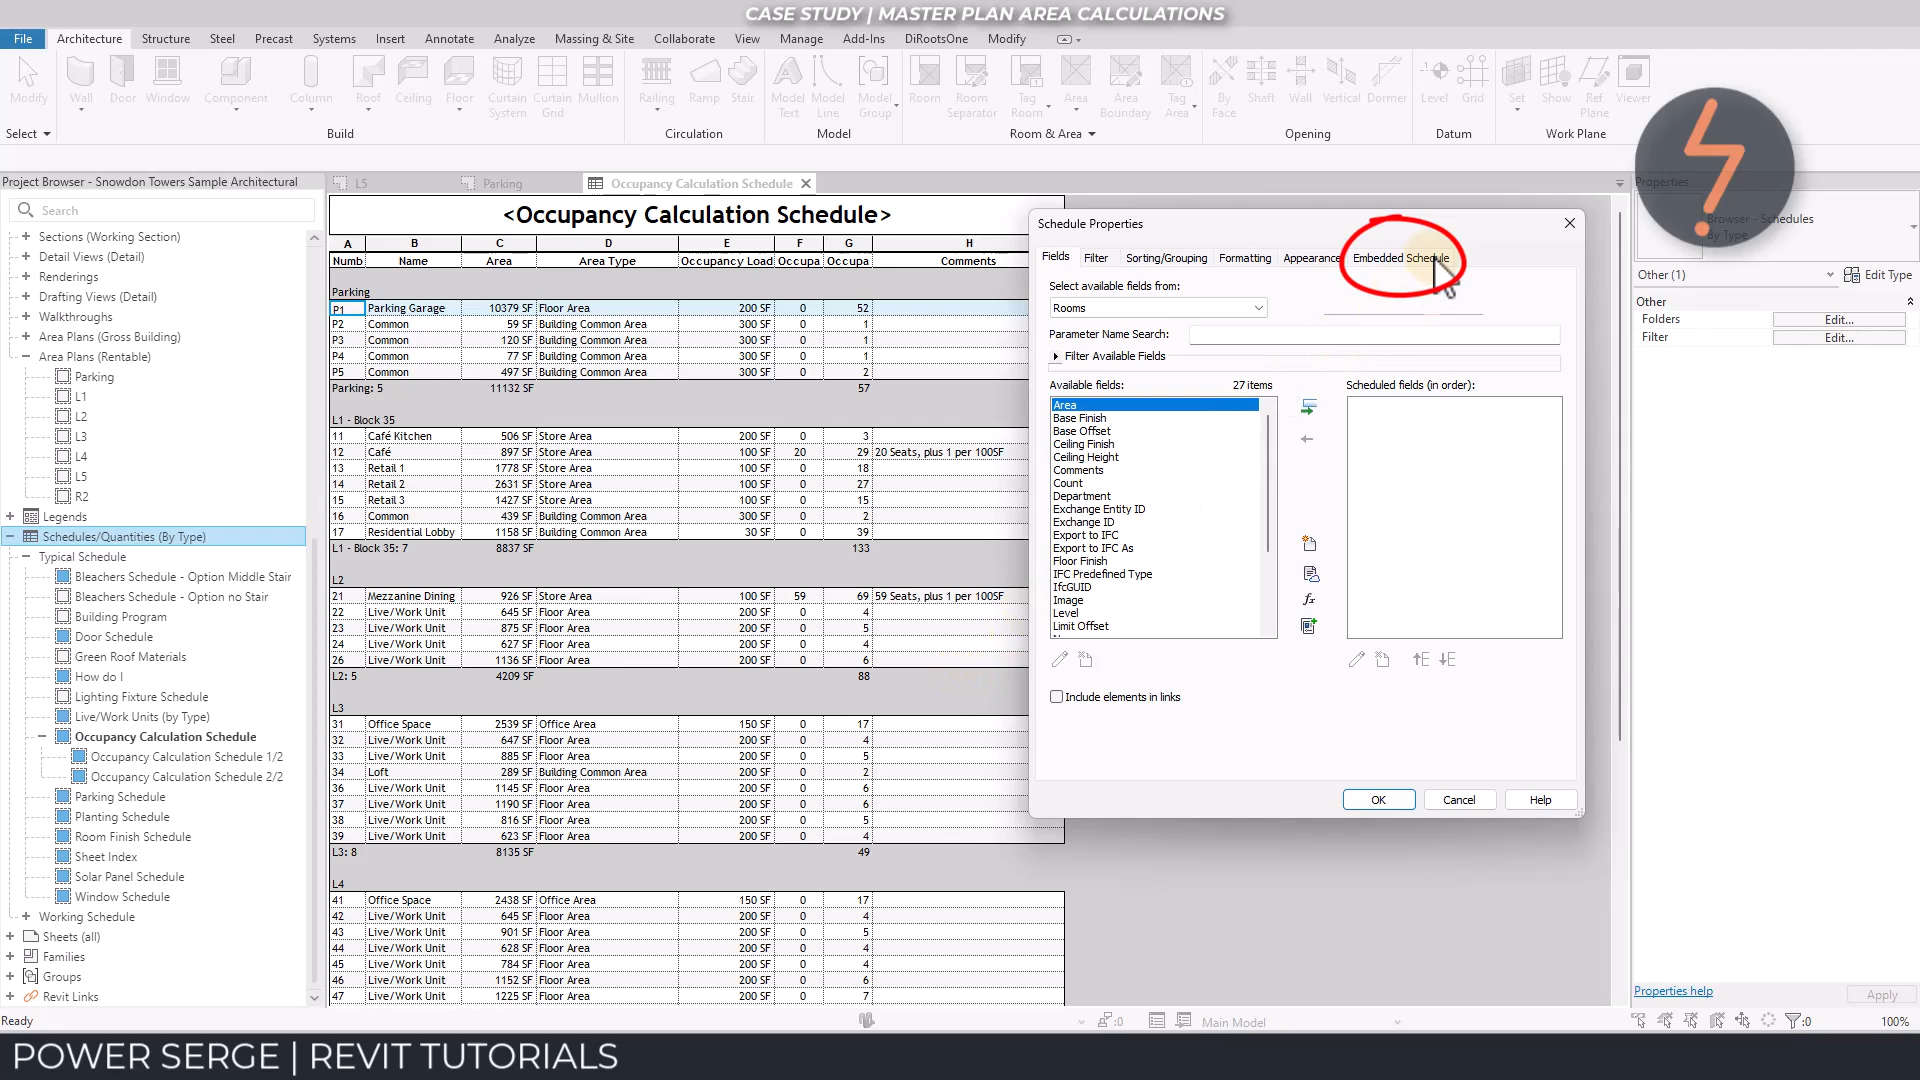 CASE STUDY | MASTER PLAN AREA CALCULATIONS
File Architecture Structure Steel Precast Systems Insert Annotate Analyze Massing & Site Collaborate View Manage Add-Ins DiRootsOne Modify
Modify Wall Door Window Component Column Roof Ceiling Floor Curtain System Curtain Grid Mullion Railing Ramp Stair Model Text Model Line Model Group Room Room Separator Tag Room Area Area Boundary Tag Area By Face Shaft Wall Vertical Dormer Level Grid Set Show Ref Plane Viewer
Select Build Circulation Model Room & Area Opening Datum Work Plane
Project Browser - Snowdon Towers Sample Architectural
Search
Sections (Working Section)
Detail Views (Detail)
Renderings
Drafting Views (Detail)
Walkthroughs
Area Plans (Gross Building)
Area Plans (Rentable)
Parking
L1
L2
L3
L4
L5
R2
Legends
Schedules/Quantities (By Type)
Typical Schedule
Bleachers Schedule - Option Middle Stair
Bleachers Schedule - Option no Stair
Building Program
Door Schedule
Green Roof Materials
How do I
Lighting Fixture Schedule
Live/Work Units (by Type)
Occupancy Calculation Schedule
Occupancy Calculation Schedule 1/2
Occupancy Calculation Schedule 2/2
Parking Schedule
Planting Schedule
Room Finish Schedule
Sheet Index
Solar Panel Schedule
Window Schedule
Working Schedule
Sheets (all)
Families
Groups
Revit Links
L5 Parking Occupancy Calculation Schedule
<Occupancy Calculation Schedule>
A B C D E F G H
Numb Name Area Area Type Occupancy Load Occupa Occupa Comments
Parking
P1 Parking Garage 10379 SF Floor Area 200 SF 0 52
P2 Common 59 SF Building Common Area 300 SF 0 1
P3 Common 120 SF Building Common Area 300 SF 0 1
P4 Common 77 SF Building Common Area 300 SF 0 1
P5 Common 497 SF Building Common Area 300 SF 0 2
Parking: 5 11132 SF 57
L1 - Block 35
11 Café Kitchen 506 SF Store Area 200 SF 0 3
12 Café 897 SF Store Area 100 SF 20 29 20 Seats, plus 1 per 100SF
13 Retail 1 1778 SF Store Area 100 SF 0 18
14 Retail 2 2631 SF Store Area 100 SF 0 27
15 Retail 3 1427 SF Store Area 100 SF 0 15
16 Common 439 SF Building Common Area 300 SF 0 2
17 Residential Lobby 1158 SF Building Common Area 30 SF 0 39
L1 - Block 35: 7 8837 SF 133
L2
21 Mezzanine Dining 926 SF Store Area 100 SF 59 69 59 Seats, plus 1 per 100SF
22 Live/Work Unit 645 SF Floor Area 200 SF 0 4
23 Live/Work Unit 875 SF Floor Area 200 SF 0 5
24 Live/Work Unit 627 SF Floor Area 200 SF 0 4
26 Live/Work Unit 1136 SF Floor Area 200 SF 0 6
L2: 5 4209 SF 88
L3
31 Office Space 2539 SF Office Area 150 SF 0 17
32 Live/Work Unit 647 SF Floor Area 200 SF 0 4
33 Live/Work Unit 885 SF Floor Area 200 SF 0 5
34 Loft 289 SF Building Common Area 200 SF 0 2
36 Live/Work Unit 1145 SF Floor Area 200 SF 0 6
37 Live/Work Unit 1190 SF Floor Area 200 SF 0 6
38 Live/Work Unit 816 SF Floor Area 200 SF 0 5
39 Live/Work Unit 623 SF Floor Area 200 SF 0 4
L3: 8 8135 SF 49
L4
41 Office Space 2438 SF Office Area 150 SF 0 17
42 Live/Work Unit 645 SF Floor Area 200 SF 0 4
43 Live/Work Unit 901 SF Floor Area 200 SF 0 5
44 Live/Work Unit 628 SF Floor Area 200 SF 0 4
45 Live/Work Unit 784 SF Floor Area 200 SF 0 4
46 Live/Work Unit 1152 SF Floor Area 200 SF 0 6
47 Live/Work Unit 1225 SF Floor Area 200 SF 0 7
Schedule Properties
Fields Filter Sorting/Grouping Formatting Appearance Embedded Schedule
Select available fields from:
Rooms
Parameter Name Search:
Filter Available Fields
Available fields: 27 items Scheduled fields (in order):
Area
Base Finish
Base Offset
Ceiling Finish
Ceiling Height
Comments
Count
Department
Exchange Entity ID
Exchange ID
Export to IFC
Export to IFC As
Floor Finish
IFC Predefined Type
IfcGUID
Image
Level
Limit Offset
Include elements in links
OK Cancel Help
Properties
Browser - Schedules
By Type
Other (1) Edit Type
Other
Folders Edit...
Filter Edit...
Properties help Apply
Ready :0 Main Model :0 100%
POWER SERGE | REVIT TUTORIALS